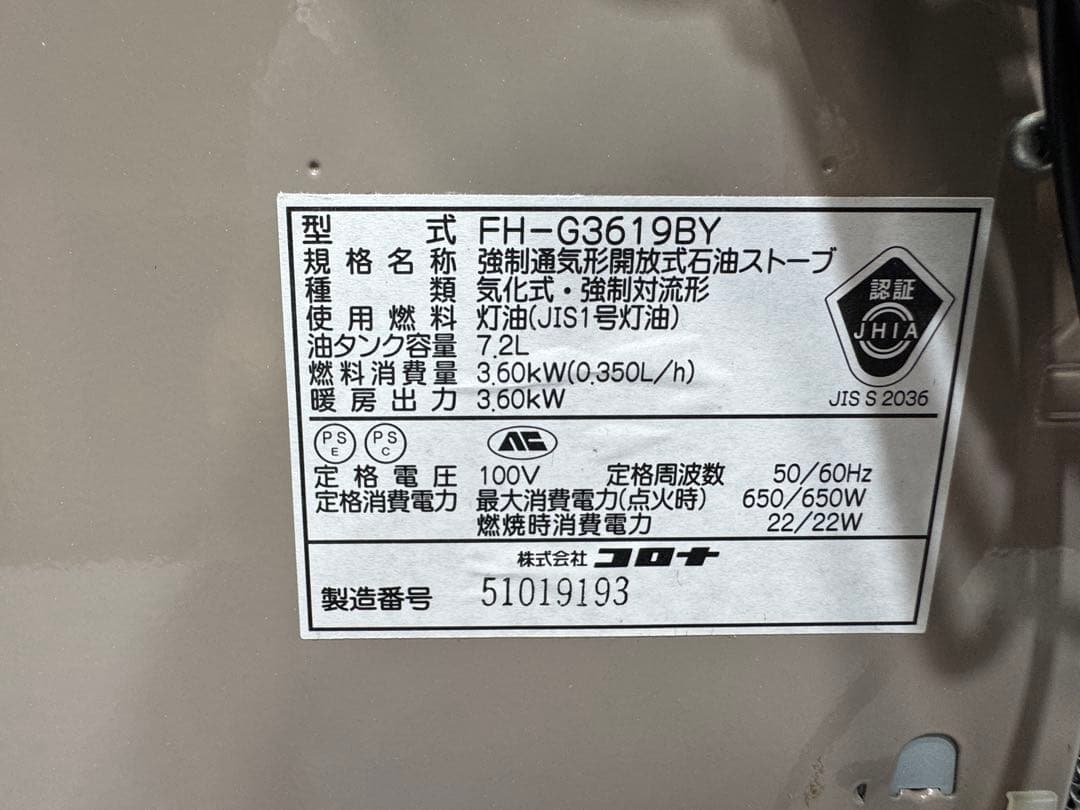 型式 FH-G3619BY
規格名称 強制通気形開放式石油ストーブ
種類 気化式・強制対流形
使用燃料 灯油(JIS1号灯油)
油タンク容量 7.2L
燃料消費量 3.60kW(0.350L/h)
暖房出力 3.60kW
認証
JHIA
JIS S 2036
PS E PS C
定格電圧 100V 定格周波数 50/60Hz
定格消費電力 最大消費電力(点火時) 650/650W
燃焼時消費電力 22/22W
株式会社 コロナ
製造番号 51019193